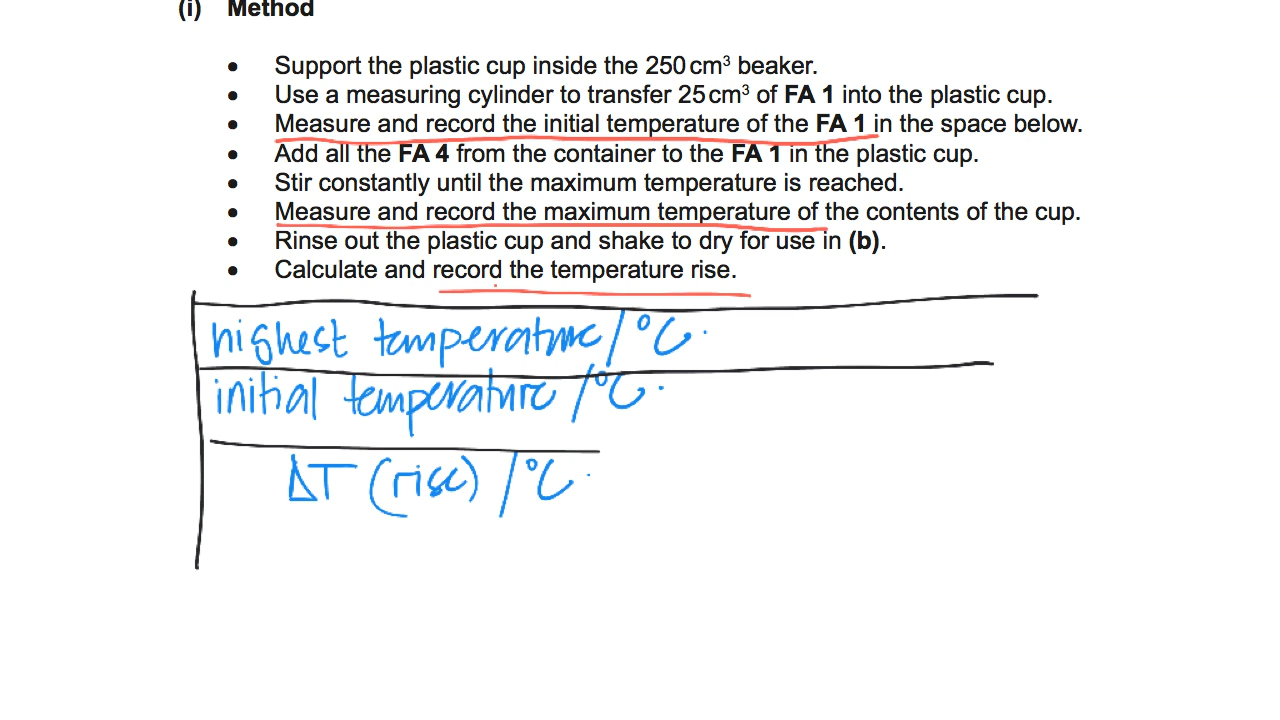 (i) Method
• Support the plastic cup inside the 250 cm³ beaker.
• Use a measuring cylinder to transfer 25 cm³ of FA 1 into the plastic cup.
• Measure and record the initial temperature of the FA 1 in the space below.
• Add all the FA 4 from the container to the FA 1 in the plastic cup.
• Stir constantly until the maximum temperature is reached.
• Measure and record the maximum temperature of the contents of the cup.
• Rinse out the plastic cup and shake to dry for use in (b).
• Calculate and record the temperature rise.
highest temperature / °C.
initial temperature / °C.
ΔT (rise) / °C.